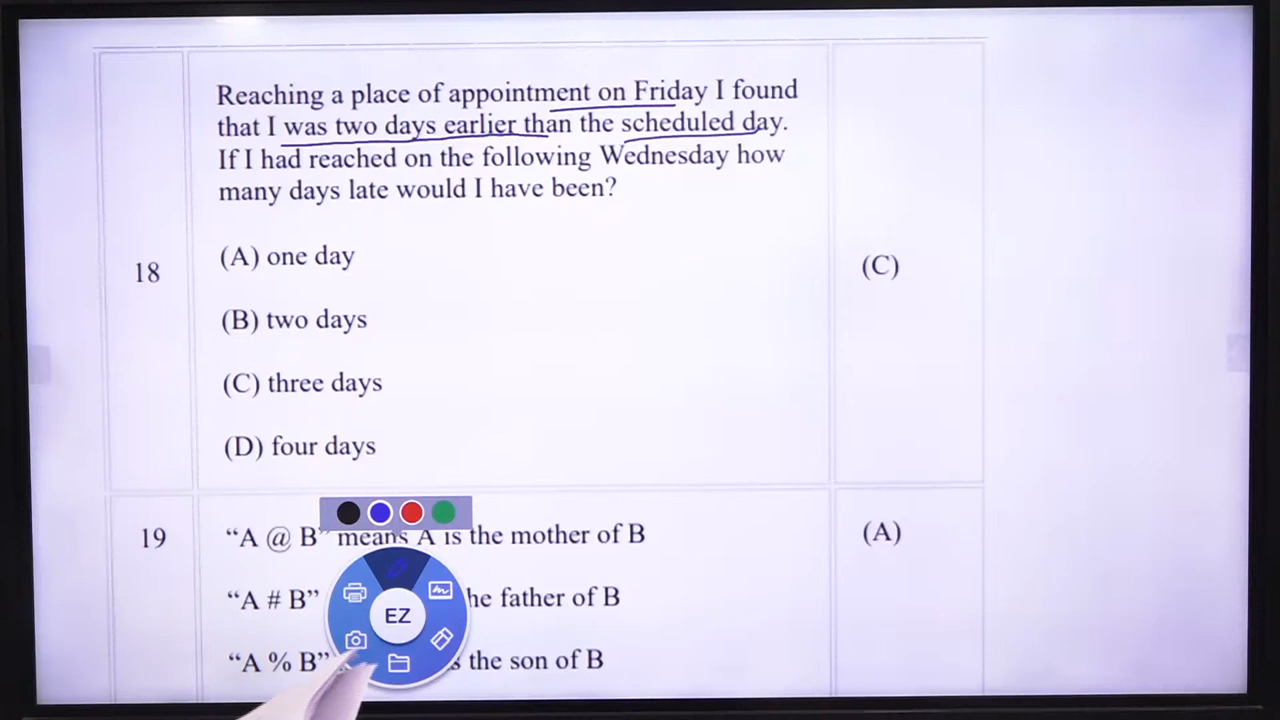 Reaching a place of appointment on Friday I found
that I was two days earlier than the scheduled day.
If I had reached on the following Wednesday how
many days late would I have been?
(A) one day
18
(C)
(B) two days
(C) three days
(D) four days
19
“A @ B” means A is the mother of B
(A)
“A # B” he father of B
EZ
“A % B” s the son of B